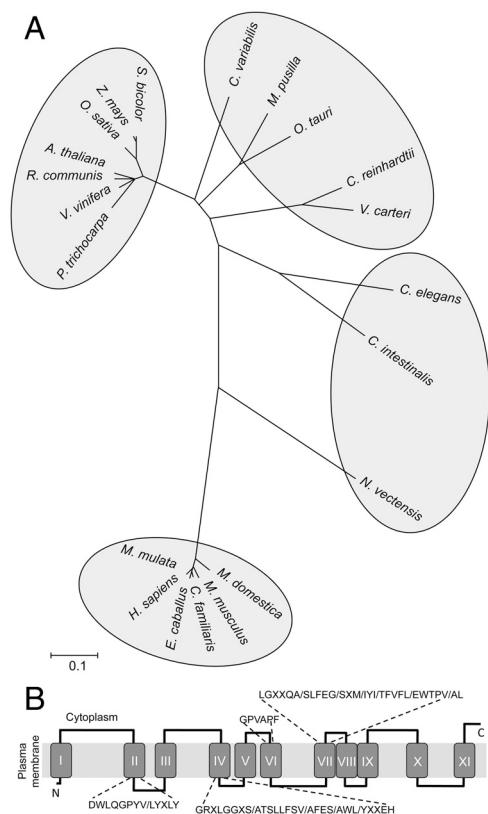 A
S. bicolor
Z. mays
O. sativa
A. thaliana
R. communis
V. vinifera
P. trichocarpa
C. variabilis
M. pusilla
O. tauri
C. reinhardtii
V. carteri
C. elegans
C. intestinalis
N. vectensis
M. mulata
H. sapiens
E. caballus
C. familiaris
M. musculus
M. domestica
0.1
B
LGXXQA/SLFEG/SXM/IYI/TFVFL/EWTPV/AL
GPVAPF
Cytoplasm
C
Plasma
membrane
I
II
III
IV
V
VI
VII
VIII
IX
X
XI
N
DWLQGPYV/LYXLY
GRXLGGXS/ATSLLFSV/AFES/AWL/YXXEH